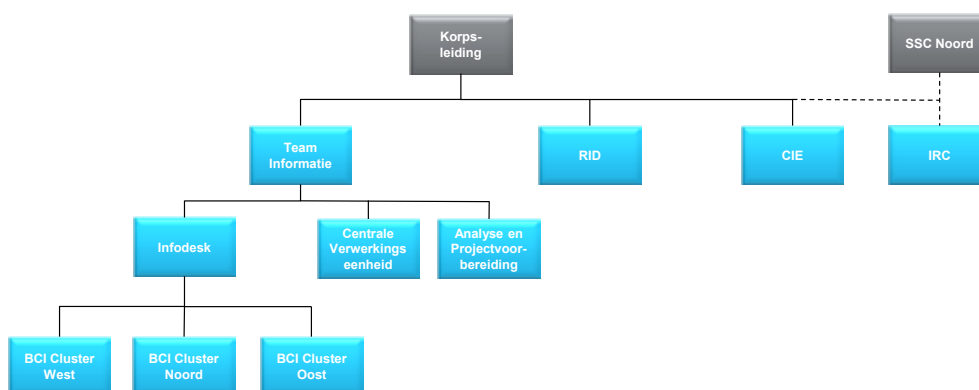 Korps-
leiding
SSC Noord
Team
Informatie
RID
CIE
IRC
Infodesk
Centrale
Verwerkings
eenheid
Analyse en
Projectvoor-
bereiding
BCI Cluster
West
BCI Cluster
Noord
BCI Cluster
Oost